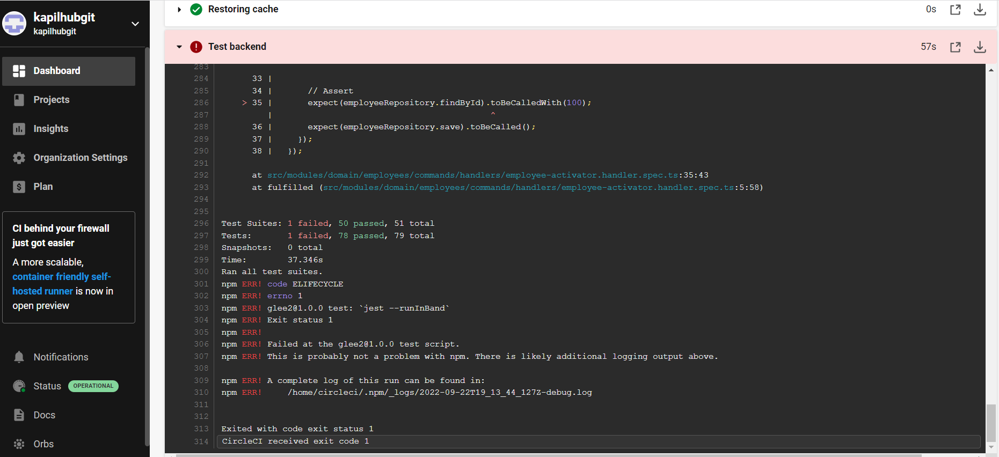 kapilhubgit
kapilhubgit
Dashboard
Projects
Insights
Organization Settings
Plan
CI behind your firewall
just got easier
A more scalable,
container friendly self-
hosted runner is now in
open preview
Notifications
Status OPERATIONAL
Docs
Orbs
Restoring cache 0s
Test backend 57s
283
284 33 |
285 34 | // Assert
286 > 35 | expect(employeeRepository.findById).toBeCalledWith(100);
287 | ^
288 36 | expect(employeeRepository.save).toBeCalled();
289 37 | });
290 38 | });
291
292 at src/modules/domain/employees/commands/handlers/employee-activator.handler.spec.ts:35:43
293 at fulfilled (src/modules/domain/employees/commands/handlers/employee-activator.handler.spec.ts:5:58)
294
295
296 Test Suites: 1 failed, 50 passed, 51 total
297 Tests: 1 failed, 78 passed, 79 total
298 Snapshots: 0 total
299 Time: 37.346s
300 Ran all test suites.
301 npm ERR! code ELIFECYCLE
302 npm ERR! errno 1
303 npm ERR! glee2@1.0.0 test: `jest --runInBand`
304 npm ERR! Exit status 1
305 npm ERR!
306 npm ERR! Failed at the glee2@1.0.0 test script.
307 npm ERR! This is probably not a problem with npm. There is likely additional logging output above.
308
309 npm ERR! A complete log of this run can be found in:
310 npm ERR! /home/circleci/.npm/_logs/2022-09-22T19_13_44_127Z-debug.log
311
312
313 Exited with code exit status 1
314 CircleCI received exit code 1